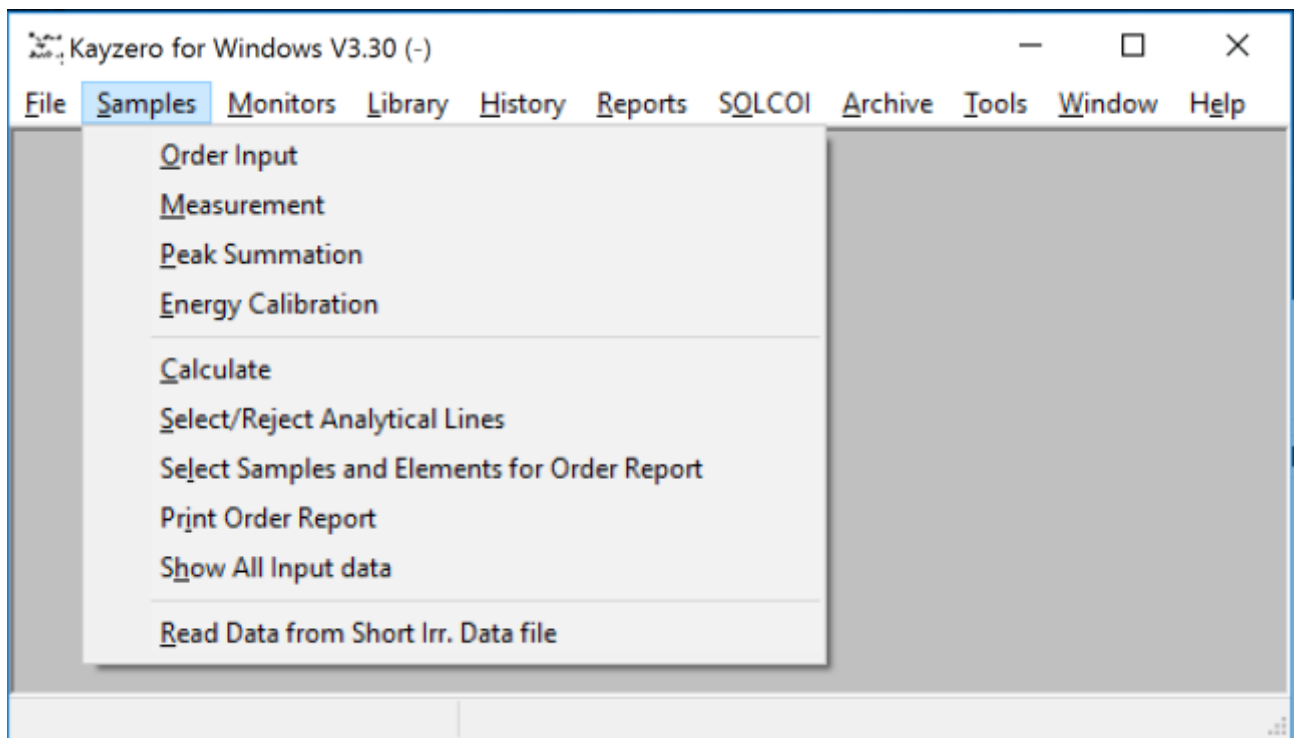 Kayzero for Windows V3.30 (-)
File Samples Monitors Library History Reports SOLCOI Archive Tools Window Help
Order Input
Measurement
Peak Summation
Energy Calibration
Calculate
Select/Reject Analytical Lines
Select Samples and Elements for Order Report
Print Order Report
Show All Input data
Read Data from Short Irr. Data file